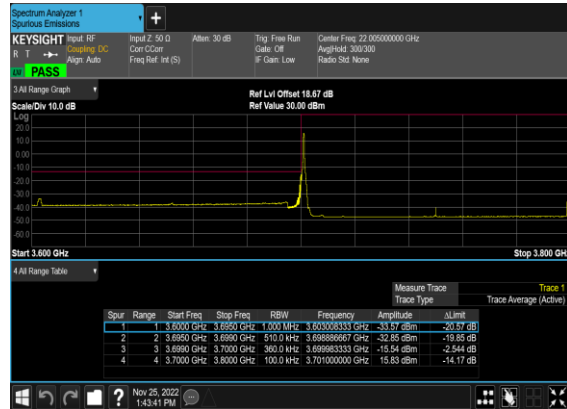 Spectrum Analyzer 1
Spurious Emissions
+
KEYSIGHT Input: RF Input Z: 50 Ω Atten: 30 dB Trig: Free Run Center Freq: 22.005000000 GHz
R T Coupling: DC Corr CCorr Gate: Off Avg|Hold: 300/300
Align: Auto Freq Ref: Int (S) IF Gain: Low Radio Std: None
LW PASS
3 All Range Graph
Ref Lvl Offset 18.67 dB
Scale/Div 10.0 dB Ref Value 30.00 dBm
Log
20.0
10.0
0.00
-10.0
-20.0
-30.0
-40.0
-50.0
-60.0
Start 3.600 GHz Stop 3.800 GHz
4 All Range Table
Measure Trace Trace 1
Trace Type Trace Average (Active)
Spur Range Start Freq Stop Freq RBW Frequency Amplitude ΔLimit
1 1 3.6000 GHz 3.6950 GHz 1.000 MHz 3.603008333 GHz -33.57 dBm -20.57 dB
2 2 3.6950 GHz 3.6990 GHz 510.0 kHz 3.698886667 GHz -32.85 dBm -19.85 dB
3 3 3.6990 GHz 3.7000 GHz 360.0 kHz 3.699983333 GHz -15.54 dBm -2.544 dB
4 4 3.7000 GHz 3.8000 GHz 100.0 kHz 3.701000000 GHz 15.83 dBm -14.17 dB
? Nov 25, 2022
1:43:41 PM